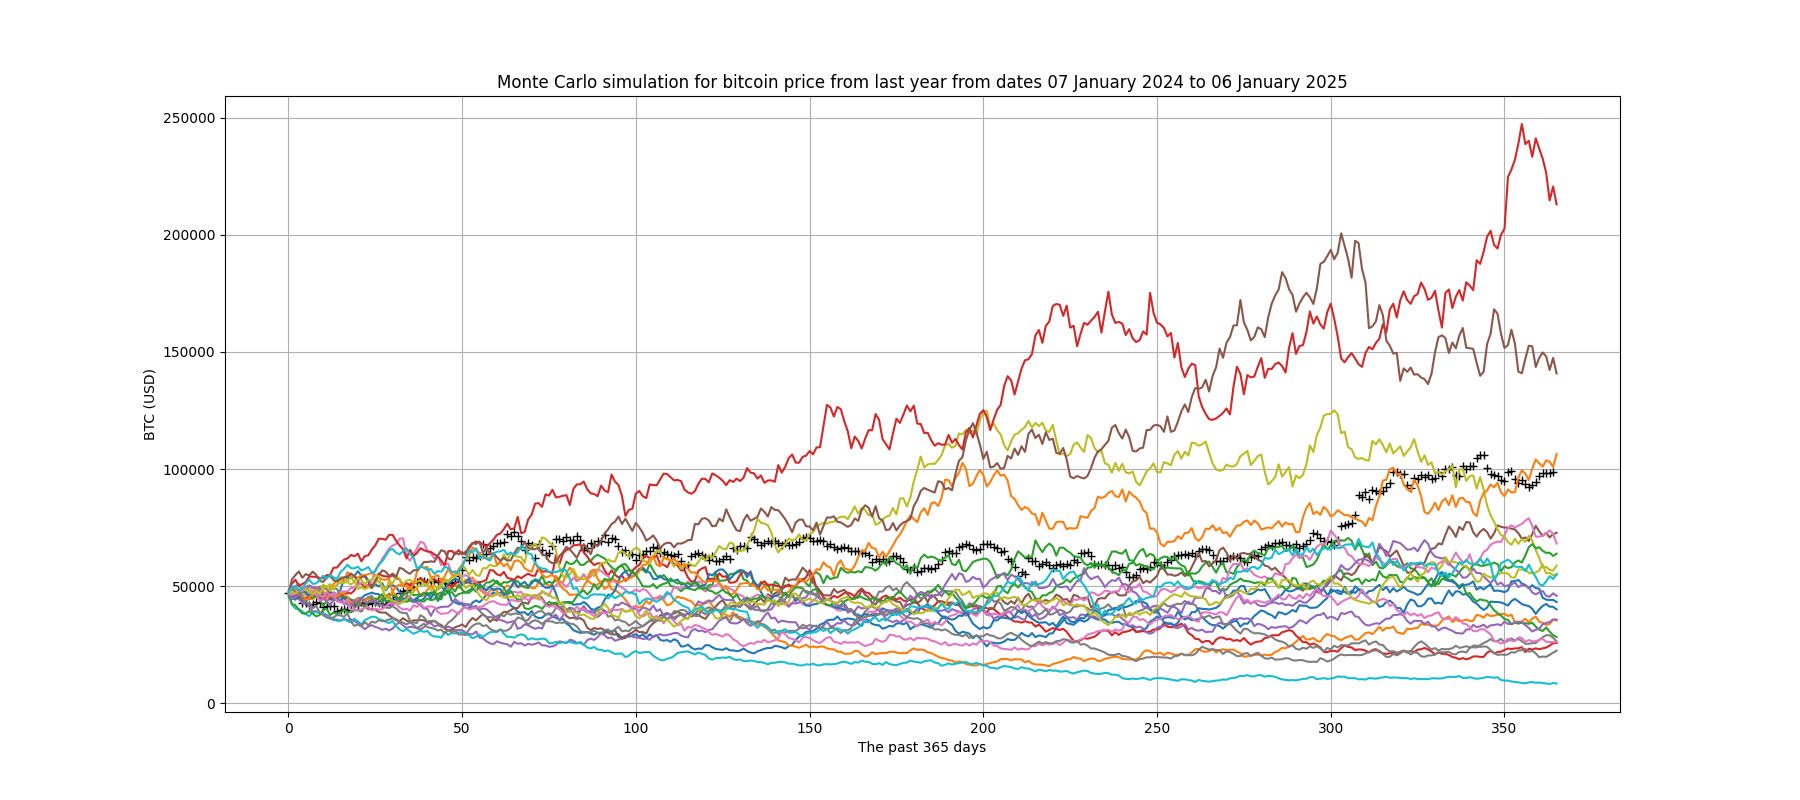 Monte Carlo simulation for bitcoin price from last year from dates 07 January 2024 to 06 January 2025
250000
200000
150000
100000
50000
0
BTC (USD)
0 50 100 150 200 250 300 350
The past 365 days